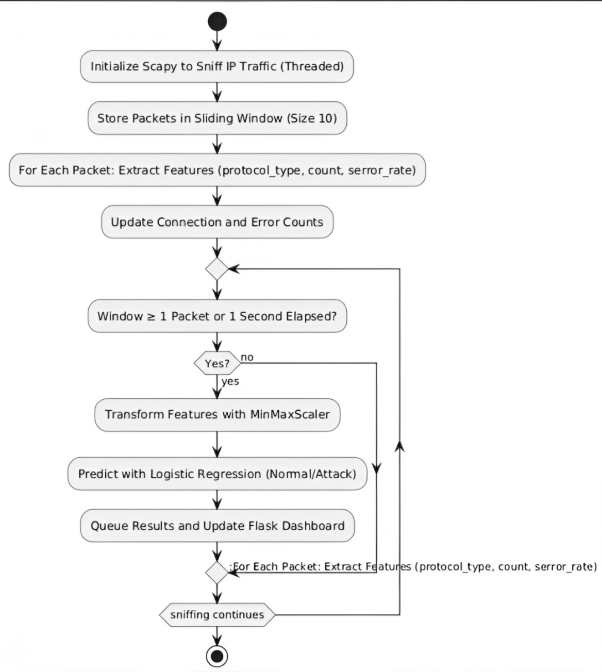 Initialize Scapy to Sniff IP Traffic (Threaded)
Store Packets in Sliding Window (Size 10)
For Each Packet: Extract Features (protocol_type, count, serror_rate)
Update Connection and Error Counts
Window ≥ 1 Packet or 1 Second Elapsed?
Yes?
no
yes
Transform Features with MinMaxScaler
Predict with Logistic Regression (Normal/Attack)
Queue Results and Update Flask Dashboard
:For Each Packet: Extract Features (protocol_type, count, serror_rate)
sniffing continues